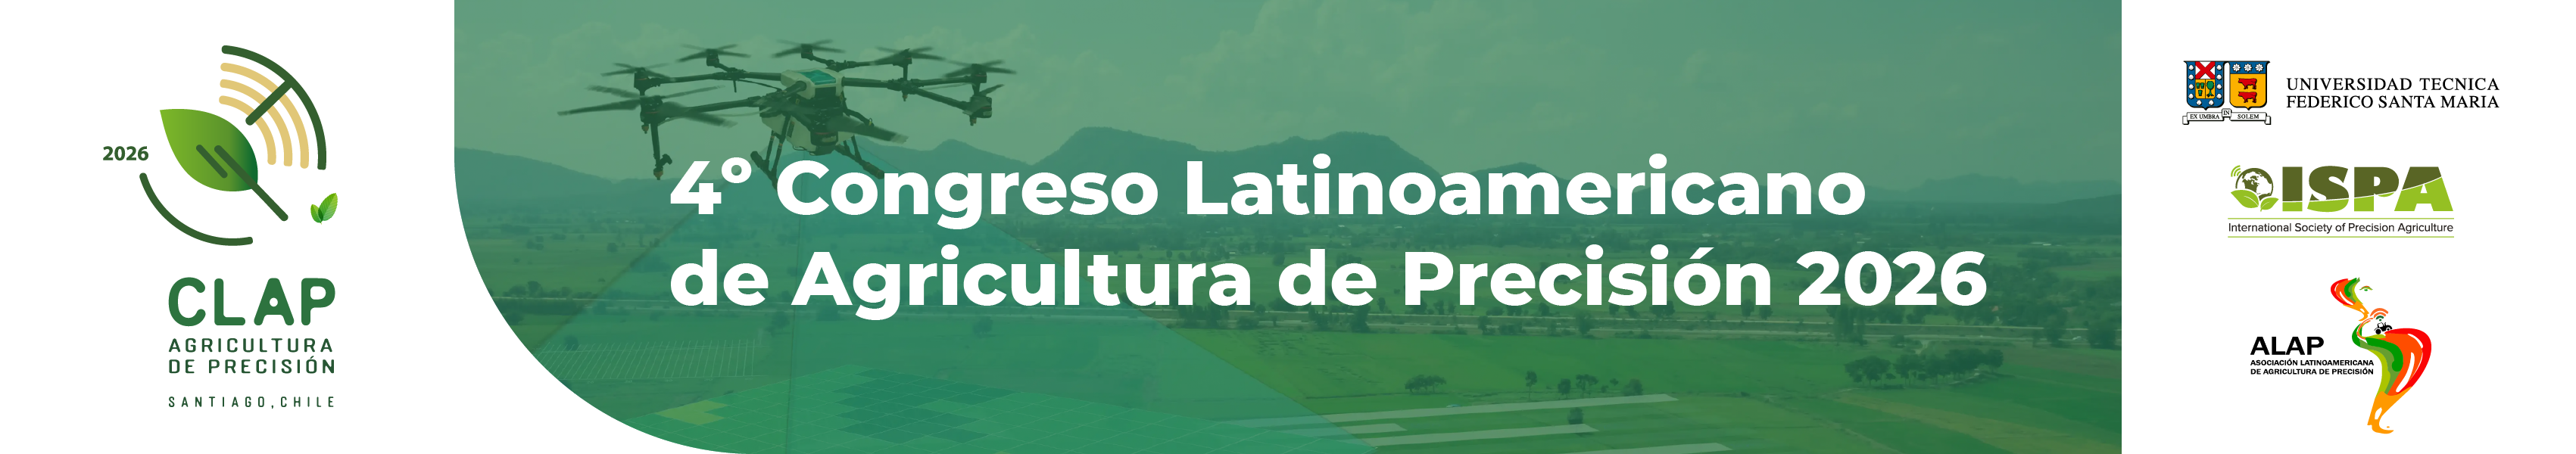 2026
CLAP
AGRICULTURA
DE PRECISIÓN
SANTIAGO, CHILE
4º Congreso Latinoamericano
de Agricultura de Precisión 2026
EX UMBRA IN SOLEM
UNIVERSIDAD TECNICA
FEDERICO SANTA MARIA
ISPA
International Society of Precision Agriculture
ALAP
ASOCIACIÓN LATINOAMERICANA
DE AGRICULTURA DE PRECISIÓN